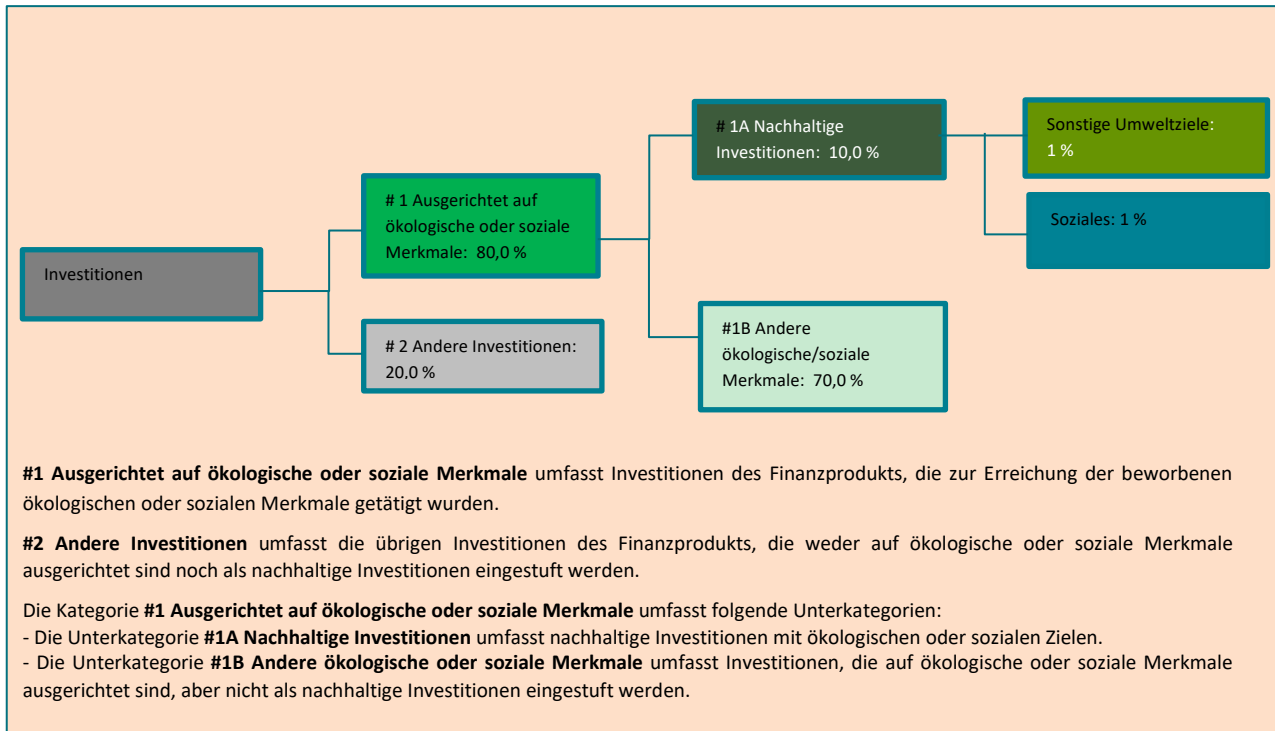 # 1A Nachhaltige
Investitionen: 10,0 %
Sonstige Umweltziele:
1 %
# 1 Ausgerichtet auf
ökologische oder soziale
Merkmale: 80,0 %
Soziales: 1 %
Investitionen
#1B Andere
ökologische/soziale
Merkmale: 70,0 %
# 2 Andere Investitionen:
20,0 %
#1 Ausgerichtet auf ökologische oder soziale Merkmale umfasst Investitionen des Finanzprodukts, die zur Erreichung der beworbenen
ökologischen oder sozialen Merkmale getätigt wurden.
#2 Andere Investitionen umfasst die übrigen Investitionen des Finanzprodukts, die weder auf ökologische oder soziale Merkmale
ausgerichtet sind noch als nachhaltige Investitionen eingestuft werden.
Die Kategorie #1 Ausgerichtet auf ökologische oder soziale Merkmale umfasst folgende Unterkategorien:
- Die Unterkategorie #1A Nachhaltige Investitionen umfasst nachhaltige Investitionen mit ökologischen oder sozialen Zielen.
- Die Unterkategorie #1B Andere ökologische oder soziale Merkmale umfasst Investitionen, die auf ökologische oder soziale Merkmale
ausgerichtet sind, aber nicht als nachhaltige Investitionen eingestuft werden.